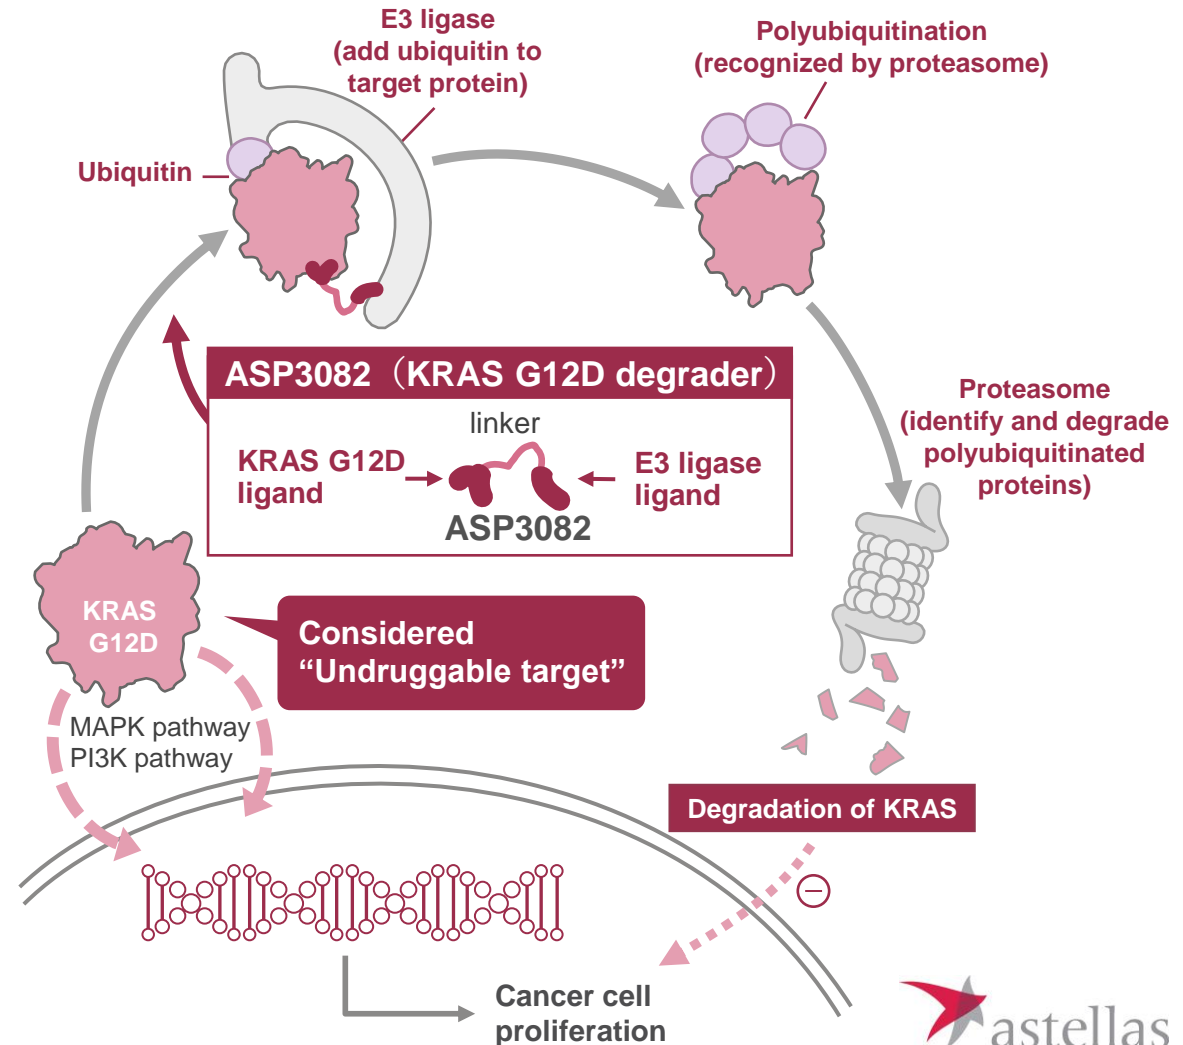 E3 ligase
(add ubiquitin to
target protein)
Polyubiquitination
(recognized by proteasome)
Ubiquitin
ASP3082（KRAS G12D degrader）
linker
KRAS G12D
ligand
E3 ligase
ligand
ASP3082
Proteasome
(identify and degrade
polyubiquitinated
proteins)
KRAS
G12D
Considered
“Undruggable target”
MAPK pathway
PI3K pathway
Degradation of KRAS
Cancer cell
proliferation
astellas